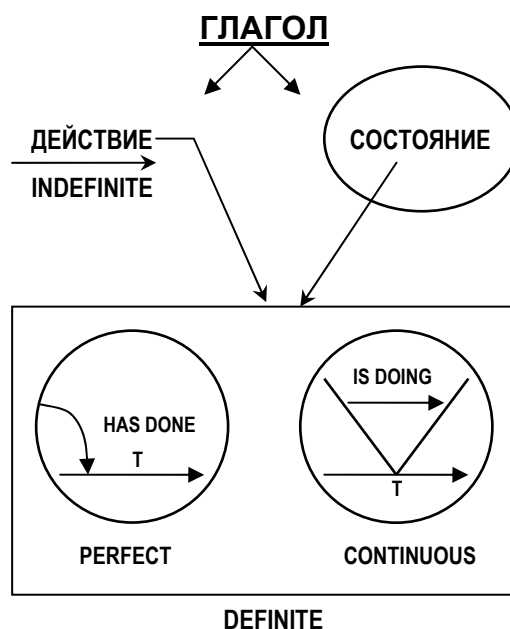 ГЛАГОЛ
ДЕЙСТВИЕ
СОСТОЯНИЕ
INDEFINITE
IS DOING
HAS DONE
T
T
PERFECT
CONTINUOUS
DEFINITE